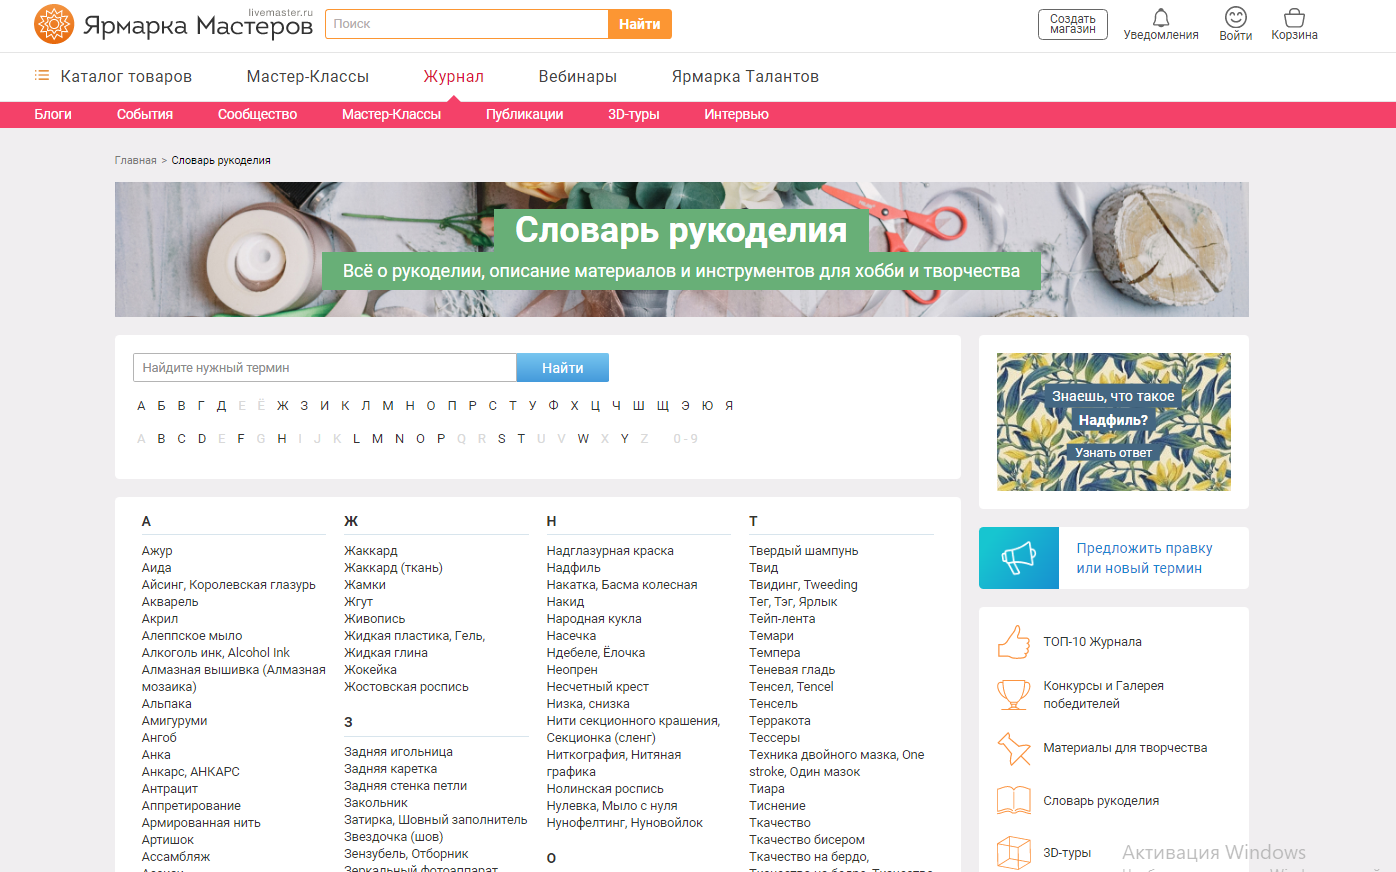 livemaster.ru
Ярмарка Мастеров
Поиск
Найти
Создать
магазин
Уведомления
Войти
Корзина
Каталог товаров
Мастер-Классы
Журнал
Вебинары
Ярмарка Талантов
Блоги
События
Сообщество
Мастер-Классы
Публикации
3D-туры
Интервью
Главная > Словарь рукоделия
Словарь рукоделия
Всё о рукоделии, описание материалов и инструментов для хобби и творчества
Найдите нужный термин
Найти
А Б В Г Д Е Ё Ж З И К Л М Н О П Р С Т У Ф Х Ц Ч Ш Щ Э Ю Я
A B C D E F G H I J K L M N O P Q R S T U V W X Y Z 0-9
А
Ажур
Аида
Айсинг, Королевская глазурь
Акварель
Акрил
Алеппское мыло
Алкоголь инк, Alcohol Ink
Алмазная вышивка (Алмазная
мозаика)
Альпака
Амигуруми
Ангоб
Анка
Анкарс, АНКАРС
Антрацит
Аппретирование
Армированная нить
Артишок
Ассамбляж
Ж
Жаккард
Жаккард (ткань)
Жамки
Жгут
Живопись
Жидкая пластика, Гель,
Жидкая глина
Жокейка
Жостовская роспись
З
Задняя игольница
Задняя каретка
Задняя стенка петли
Закольник
Затирка, Шовный заполнитель
Звездочка (шов)
Зензубель, Отборник
Зеркальный фотоаппарат
Н
Надглазурная краска
Надфиль
Накатка, Басма колесная
Накид
Народная кукла
Насечка
Ндебеле, Ёлочка
Неопрен
Несчетный крест
Низка, снизка
Нити секционного крашения,
Секционка (сленг)
Ниткография, Нитяная
графика
Нолинская роспись
Нулевка, Мыло с нуля
Нунофелтинг, Нуновойлок
О
Т
Твердый шампунь
Твид
Твидинг, Tweeding
Тег, Тэг, Ярлык
Тейп-лента
Темари
Темпера
Теневая гладь
Тенсел, Tencel
Тенсель
Терракота
Тессеры
Техника двойного мазка, One
stroke, Один мазок
Тиара
Тиснение
Ткачество
Ткачество бисером
Ткачество на бердо,
Знаешь, что такое
Надфиль?
Узнать ответ
Предложить правку
или новый термин
ТОП-10 Журнала
Конкурсы и Галерея
победителей
Материалы для творчества
Словарь рукоделия
3D-туры
Активация Windows